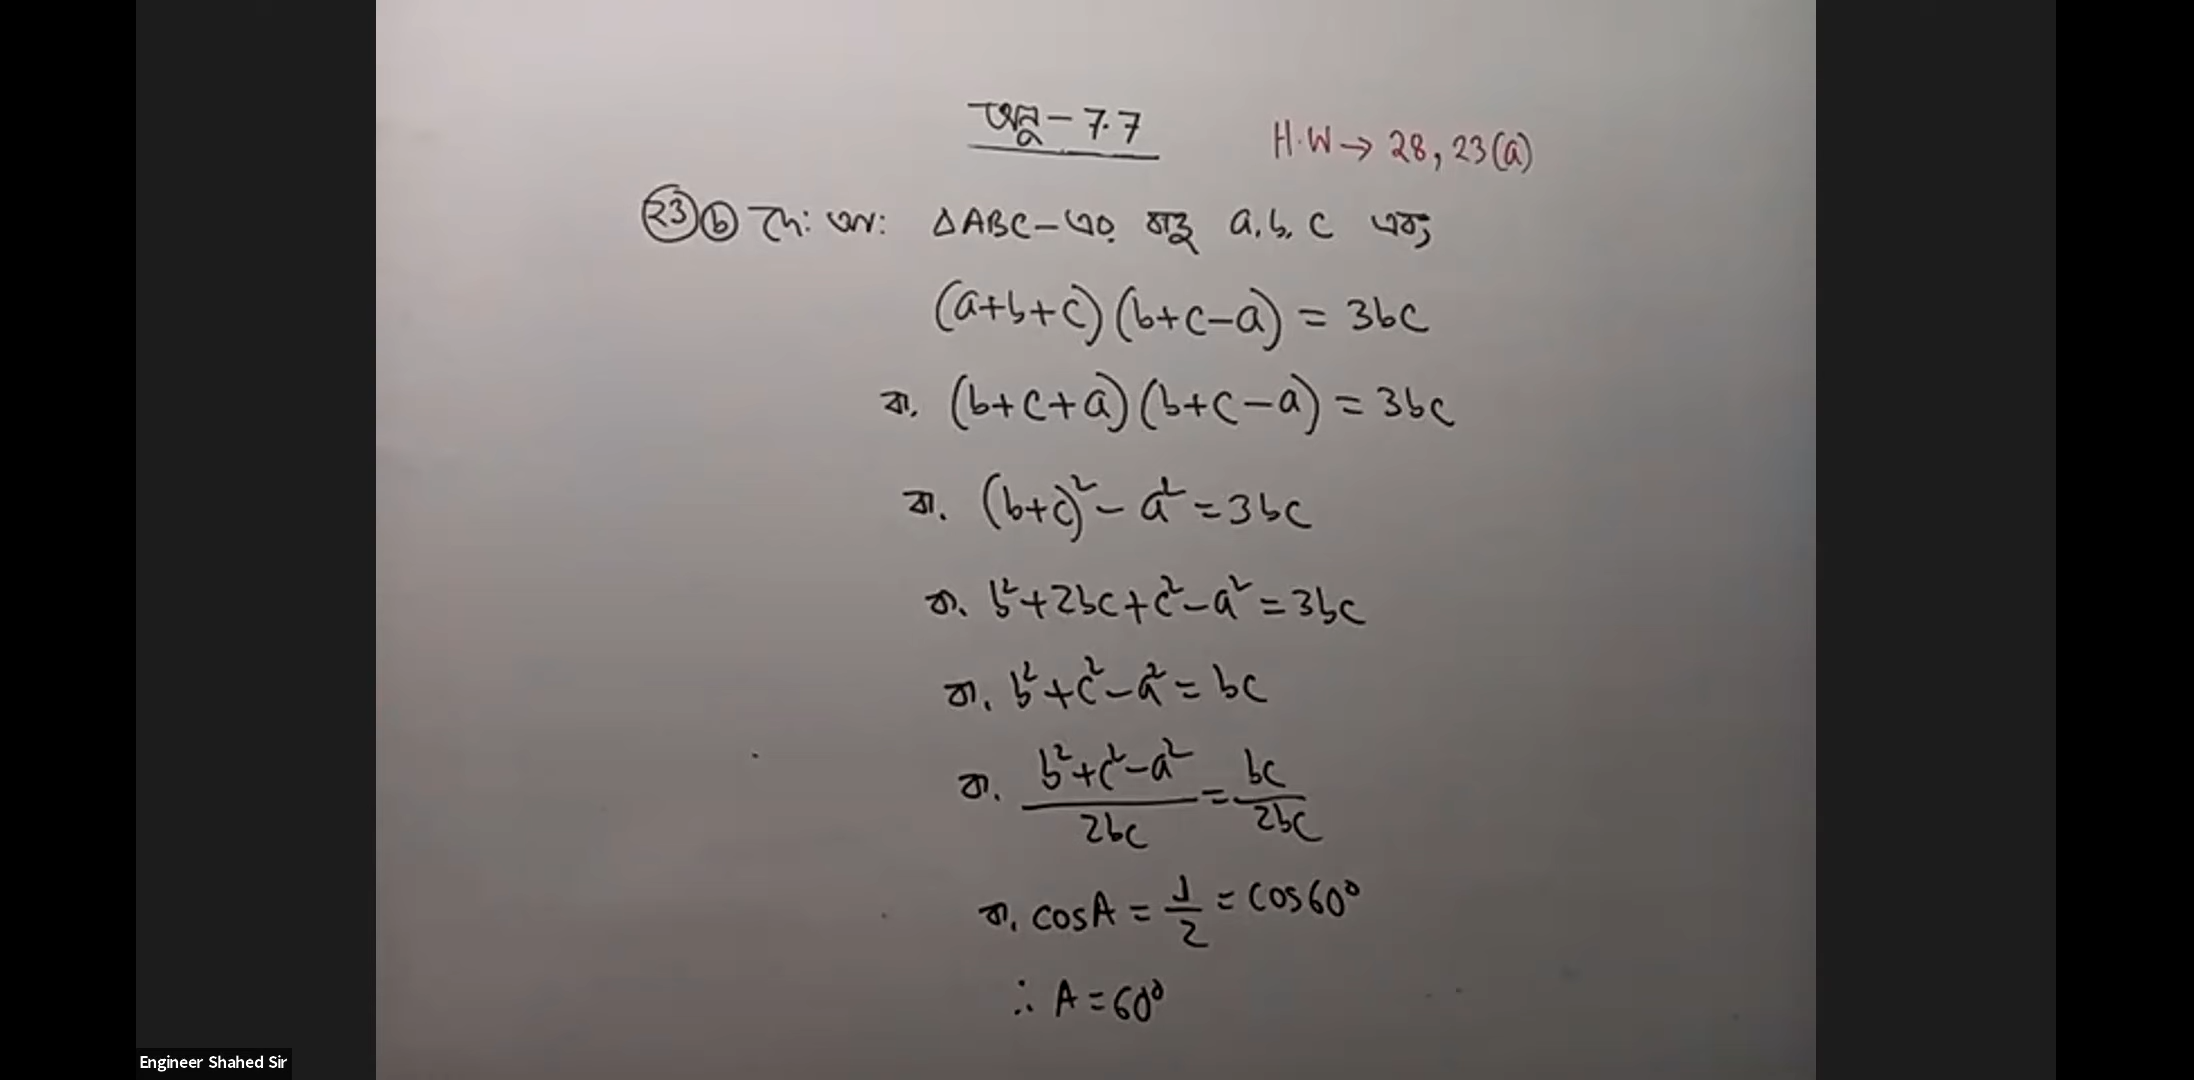 অনু - 7.7
H.W → 28, 23(a)
23 b দে: আ: ΔABC-এর বাহু a, b, c এবং
(a+b+c)(b+c-a) = 3bc
বা, (b+c+a)(b+c-a) = 3bc
বা, (b+c)² - a² = 3bc
বা, b²+2bc+c²-a² = 3bc
বা, b²+c²-a² = bc
বা, (b²+c²-a²)/2bc = bc/2bc
বা, cosA = 1/2 = cos60°
∴ A = 60°
Engineer Shahed Sir